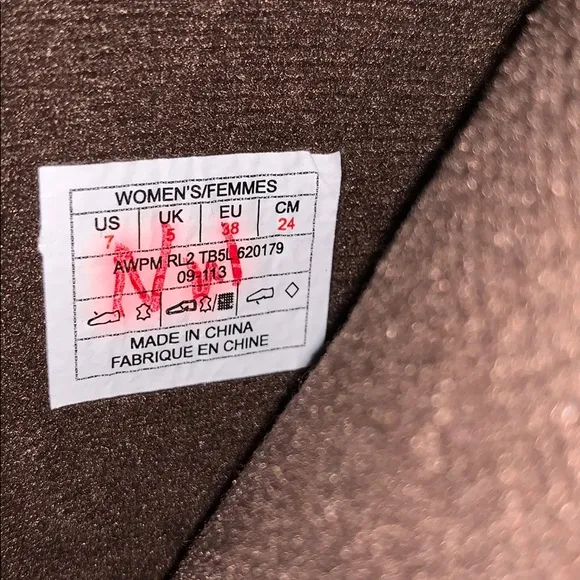 WOMEN'S/FEMMES
US UK EU CM
7 5 38 24
AWPM RL2 TB5L 620179
09-113
MADE IN CHINA
FABRIQUE EN CHINE